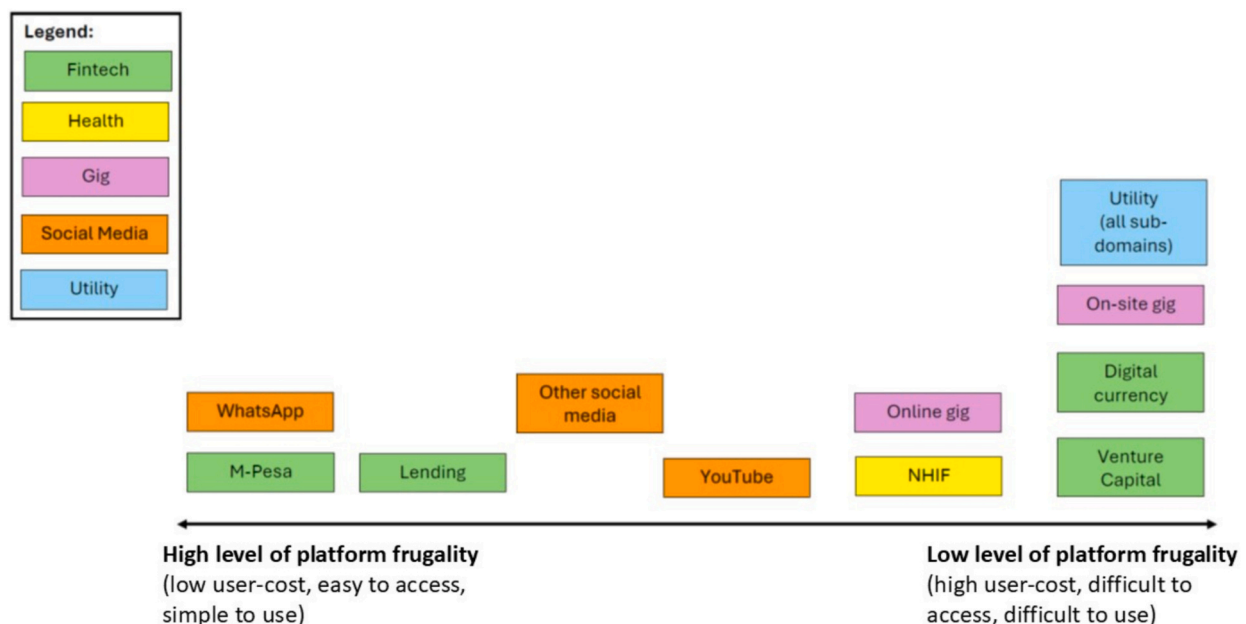 Legend:
Fintech
Health
Gig
Social Media
Utility
Utility
(all sub-
domains)
On-site gig
Digital
currency
Venture
Capital
Online gig
NHIF
Other social
media
YouTube
WhatsApp
M-Pesa
Lending
High level of platform frugality
(low user-cost, easy to access,
simple to use)
Low level of platform frugality
(high user-cost, difficult to
access, difficult to use)